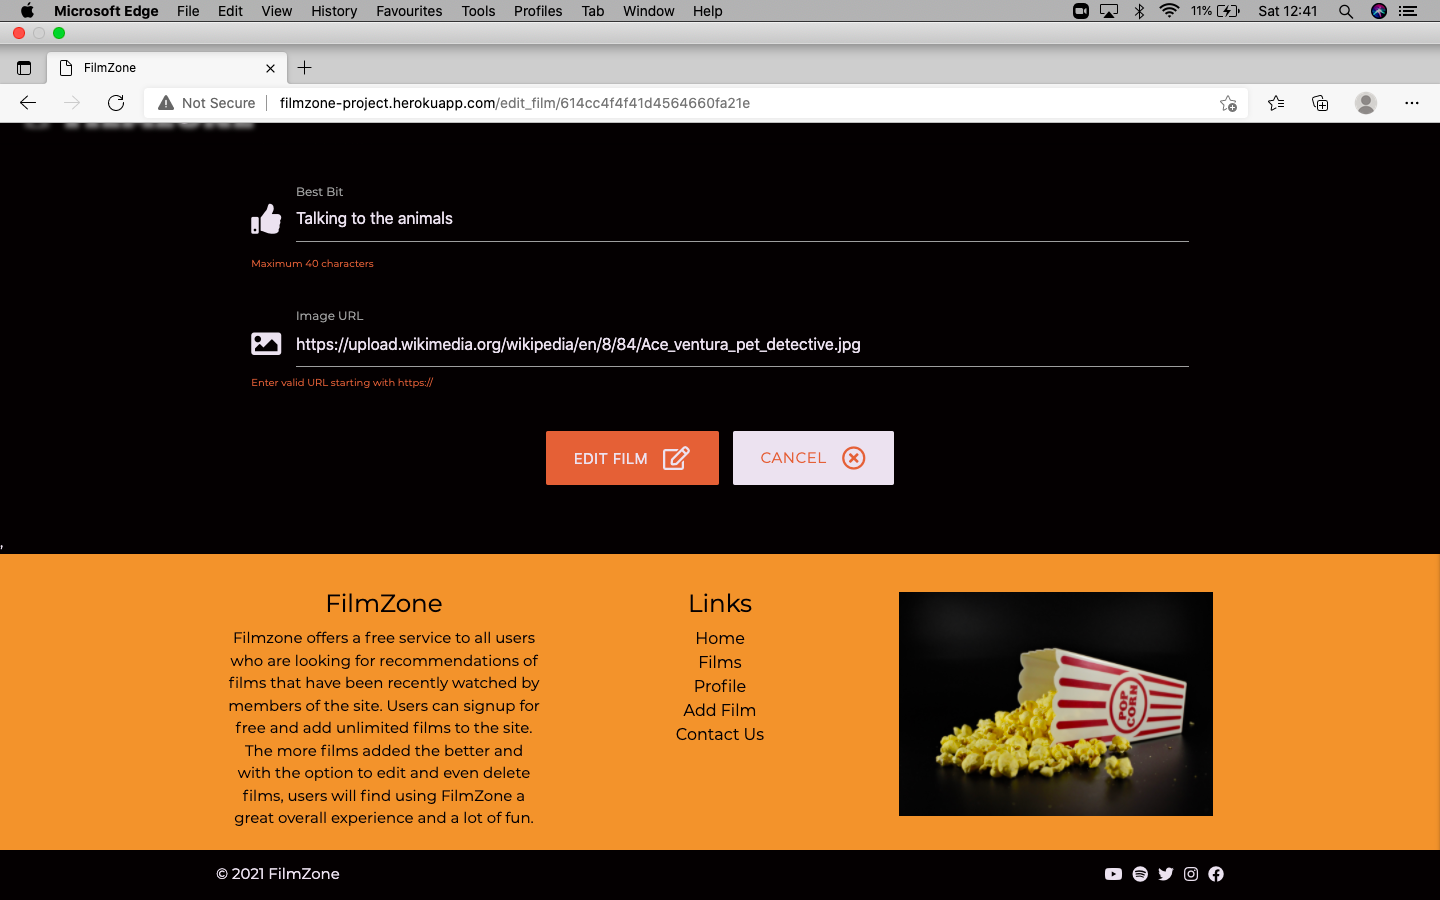 Microsoft Edge File Edit View History Favourites Tools Profiles Tab Window Help 11% Sat 12:41
FilmZone
Not Secure filmzone-project.herokuapp.com/edit_film/614cc4f4f41d4564660fa21e
Best Bit
Talking to the animals
Maximum 40 characters
Image URL
https://upload.wikimedia.org/wikipedia/en/8/84/Ace_ventura_pet_detective.jpg
Enter valid URL starting with https://
EDIT FILM
CANCEL
,
FilmZone
Filmzone offers a free service to all users
who are looking for recommendations of
films that have been recently watched by
members of the site. Users can signup for
free and add unlimited films to the site.
The more films added the better and
with the option to edit and even delete
films, users will find using FilmZone a
great overall experience and a lot of fun.
Links
Home
Films
Profile
Add Film
Contact Us
POP
CORN
© 2021 FilmZone